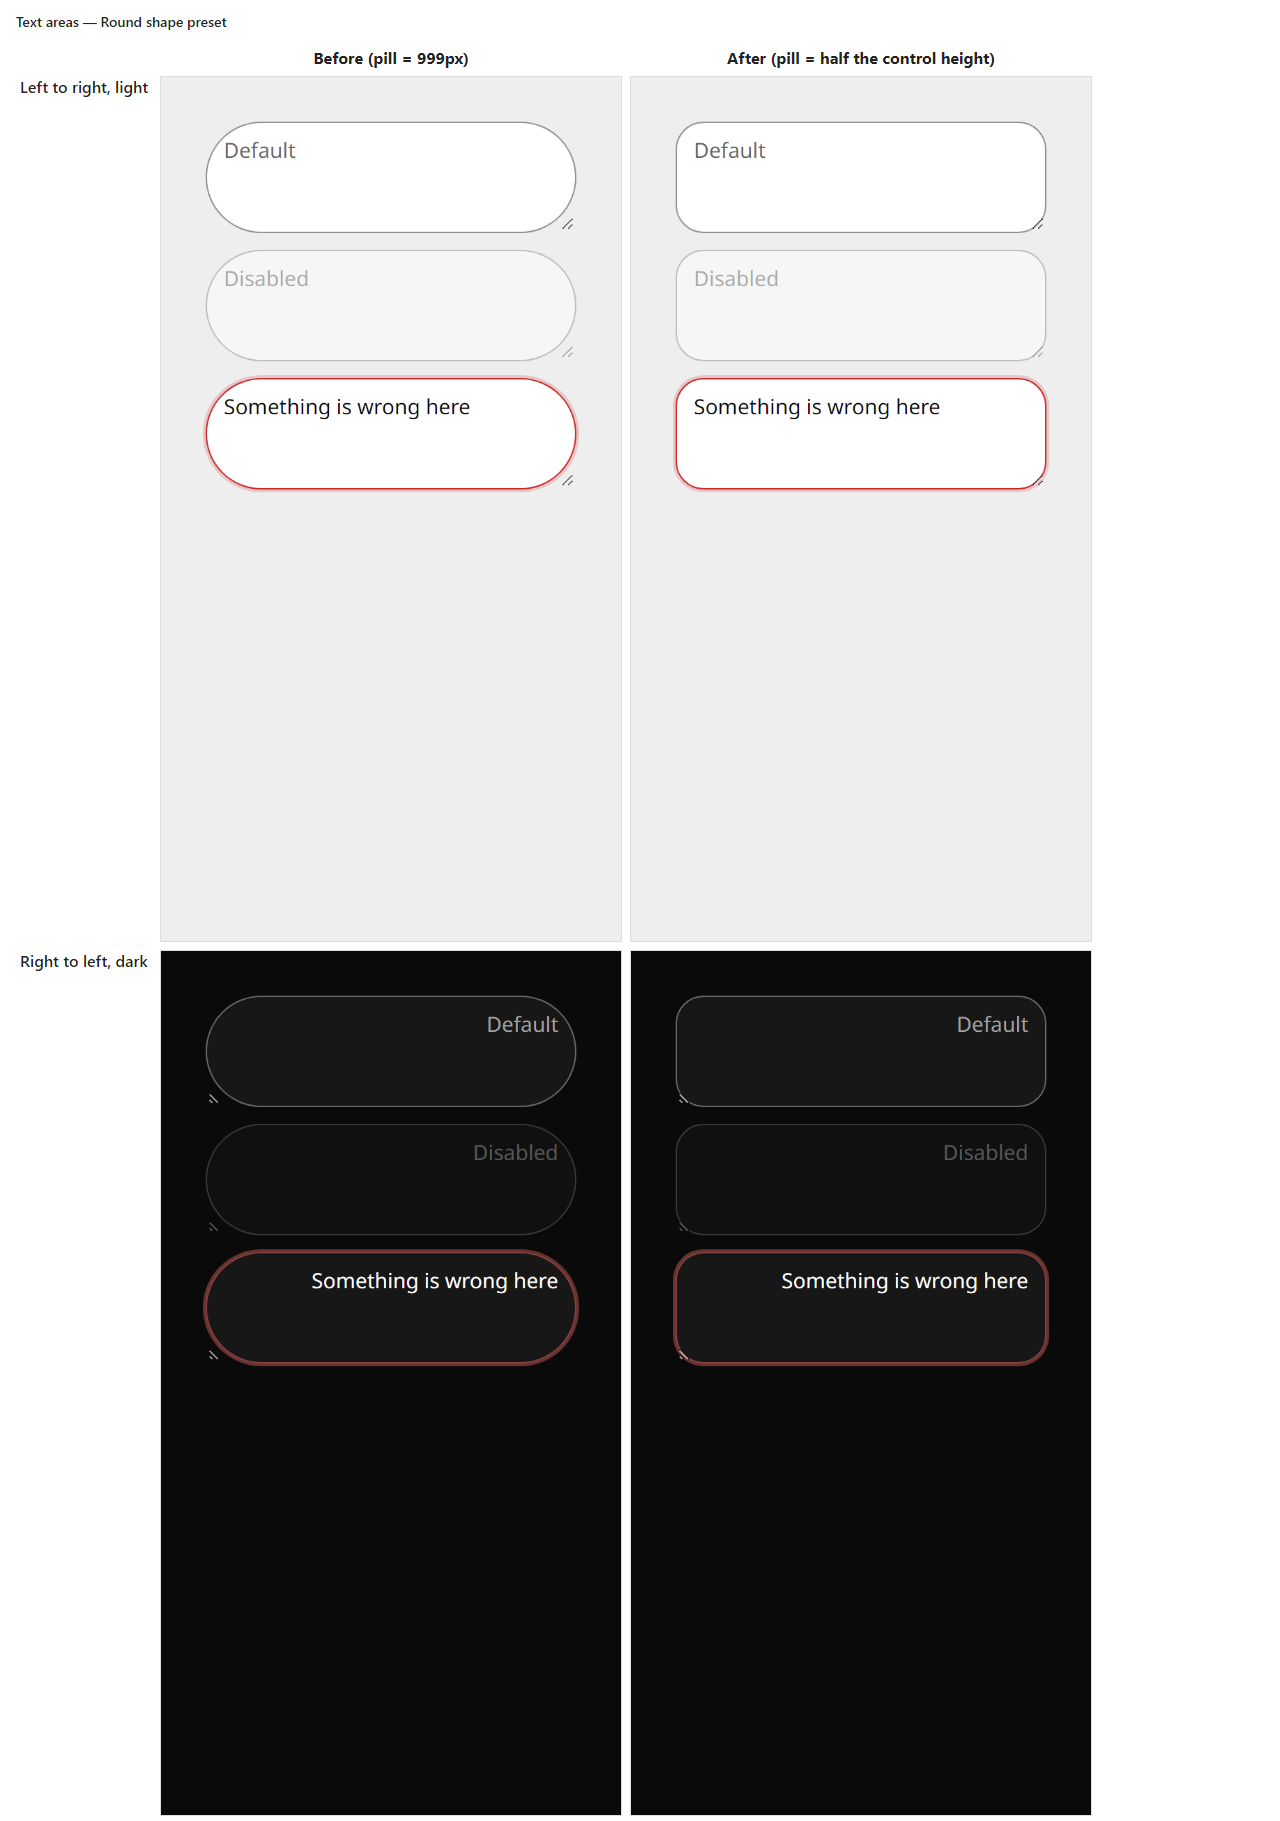 Text areas — Round shape preset
Before (pill = 999px)
After (pill = half the control height)
Left to right, light
Default
Default
Disabled
Disabled
Something is wrong here
Something is wrong here
Right to left, dark
Default
Default
Disabled
Disabled
Something is wrong here
Something is wrong here